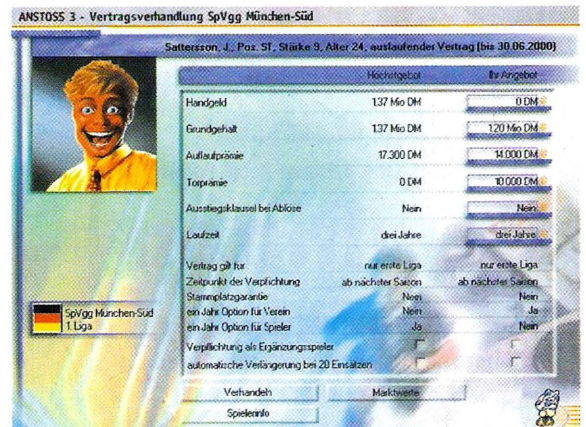 ANSTOSS 3 - Vertragsverhandlung SpVgg München-Süd
Sattersson, J., Pos. ST, Stärke 9, Alter 24, auslaufender Vertrag (bis 30.06.2000)
Höchstgebot Ihr Angebot
Handgeld 1.37 Mio DM 0 DM
Grundgehalt 1.37 Mio DM 1.20 Mio DM
Auflaufprämie 17.300 DM 14.000 DM
Torprämie 0 DM 10.000 DM
Ausstiegsklausel bei Ablöse Nein Nein
Laufzeit drei Jahre drei Jahre
Vertrag gilt für nur erste Liga nur erste Liga
Zeitpunkt der Verpflichtung ab nächster Saison ab nächster Saison
Stammplatzgarantie Nein Nein
ein Jahr Option für Verein Nein Ja
ein Jahr Option für Spieler Ja Nein
Verpflichtung als Ergänzungsspieler
automatische Verlängerung bei 20 Einsätzen
SpVgg München-Süd
1. Liga
Verhandeln Marktwerte
Spielerinfo